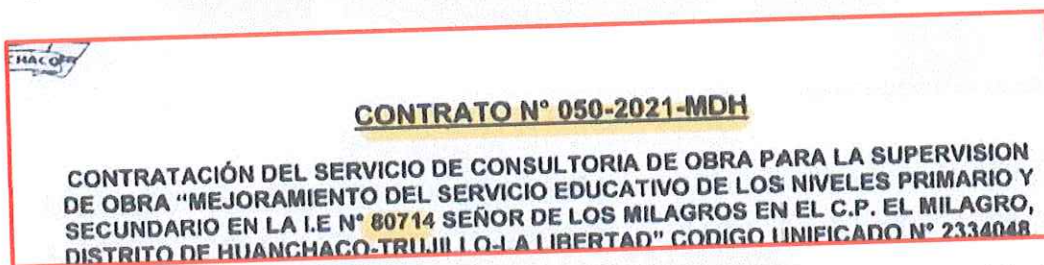 CHACO
CONTRATO N° 050-2021-MDH
CONTRATACIÓN DEL SERVICIO DE CONSULTORIA DE OBRA PARA LA SUPERVISION
DE OBRA "MEJORAMIENTO DEL SERVICIO EDUCATIVO DE LOS NIVELES PRIMARIO Y
SECUNDARIO EN LA I.E N° 80714 SEÑOR DE LOS MILAGROS EN EL C.P. EL MILAGRO,
DISTRITO DE HUANCHACO-TRUJILLO-LA LIBERTAD" CODIGO UNIFICADO N° 2334048